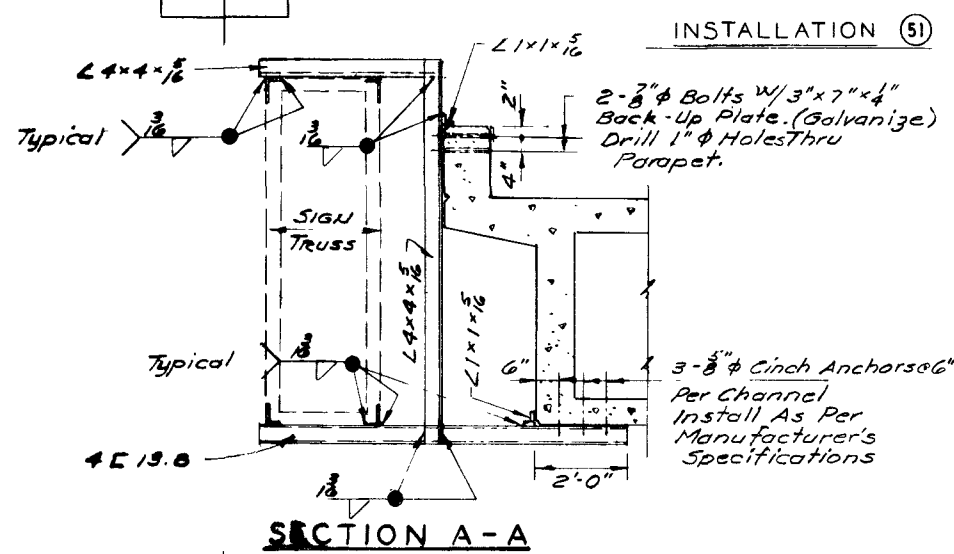 INSTALLATION 51
∠ 4×4×5/16
∠ 1×1×5/16
2"
2-7/8"φ Bolts W/3"×7"×1/4"
Back-Up Plate. (Galvanize)
Drill 1"φ Holes Thru
Parapet.
Typical
3/16
3/16
4"
SIGN
TRUSS
∠4×4×5/16
∠1×1×5/16
Typical
3/16
6"
3-5/8"φ Cinch Anchors@6"
Per Channel
Install As Per
Manufacturer's
Specifications
4 [ 13.8
2'-0"
3/16
SECTION A-A